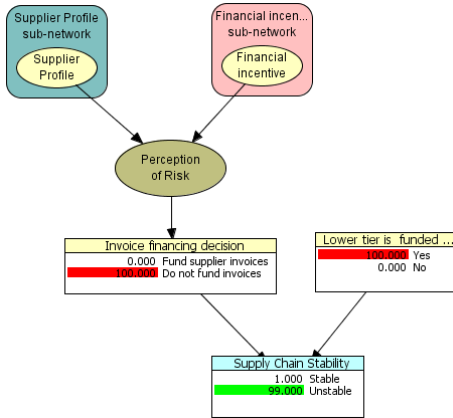 Supplier Profile
sub-network
Supplier
Profile
Financial incen...
sub-network
Financial
incentive
Perception
of Risk
Invoice financing decision
0.000 Fund supplier invoices
100.000 Do not fund invoices
Lower tier is funded ...
100.000 Yes
0.000 No
Supply Chain Stability
1.000 Stable
99.000 Unstable